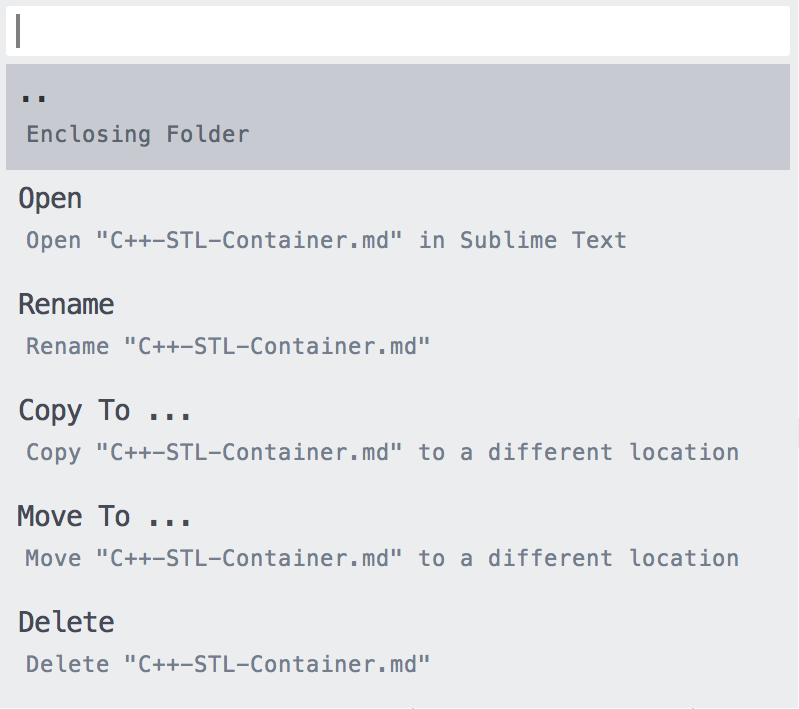 ..
Enclosing Folder
Open
Open "C++-STL-Container.md" in Sublime Text
Rename
Rename "C++-STL-Container.md"
Copy To ...
Copy "C++-STL-Container.md" to a different location
Move To ...
Move "C++-STL-Container.md" to a different location
Delete
Delete "C++-STL-Container.md"